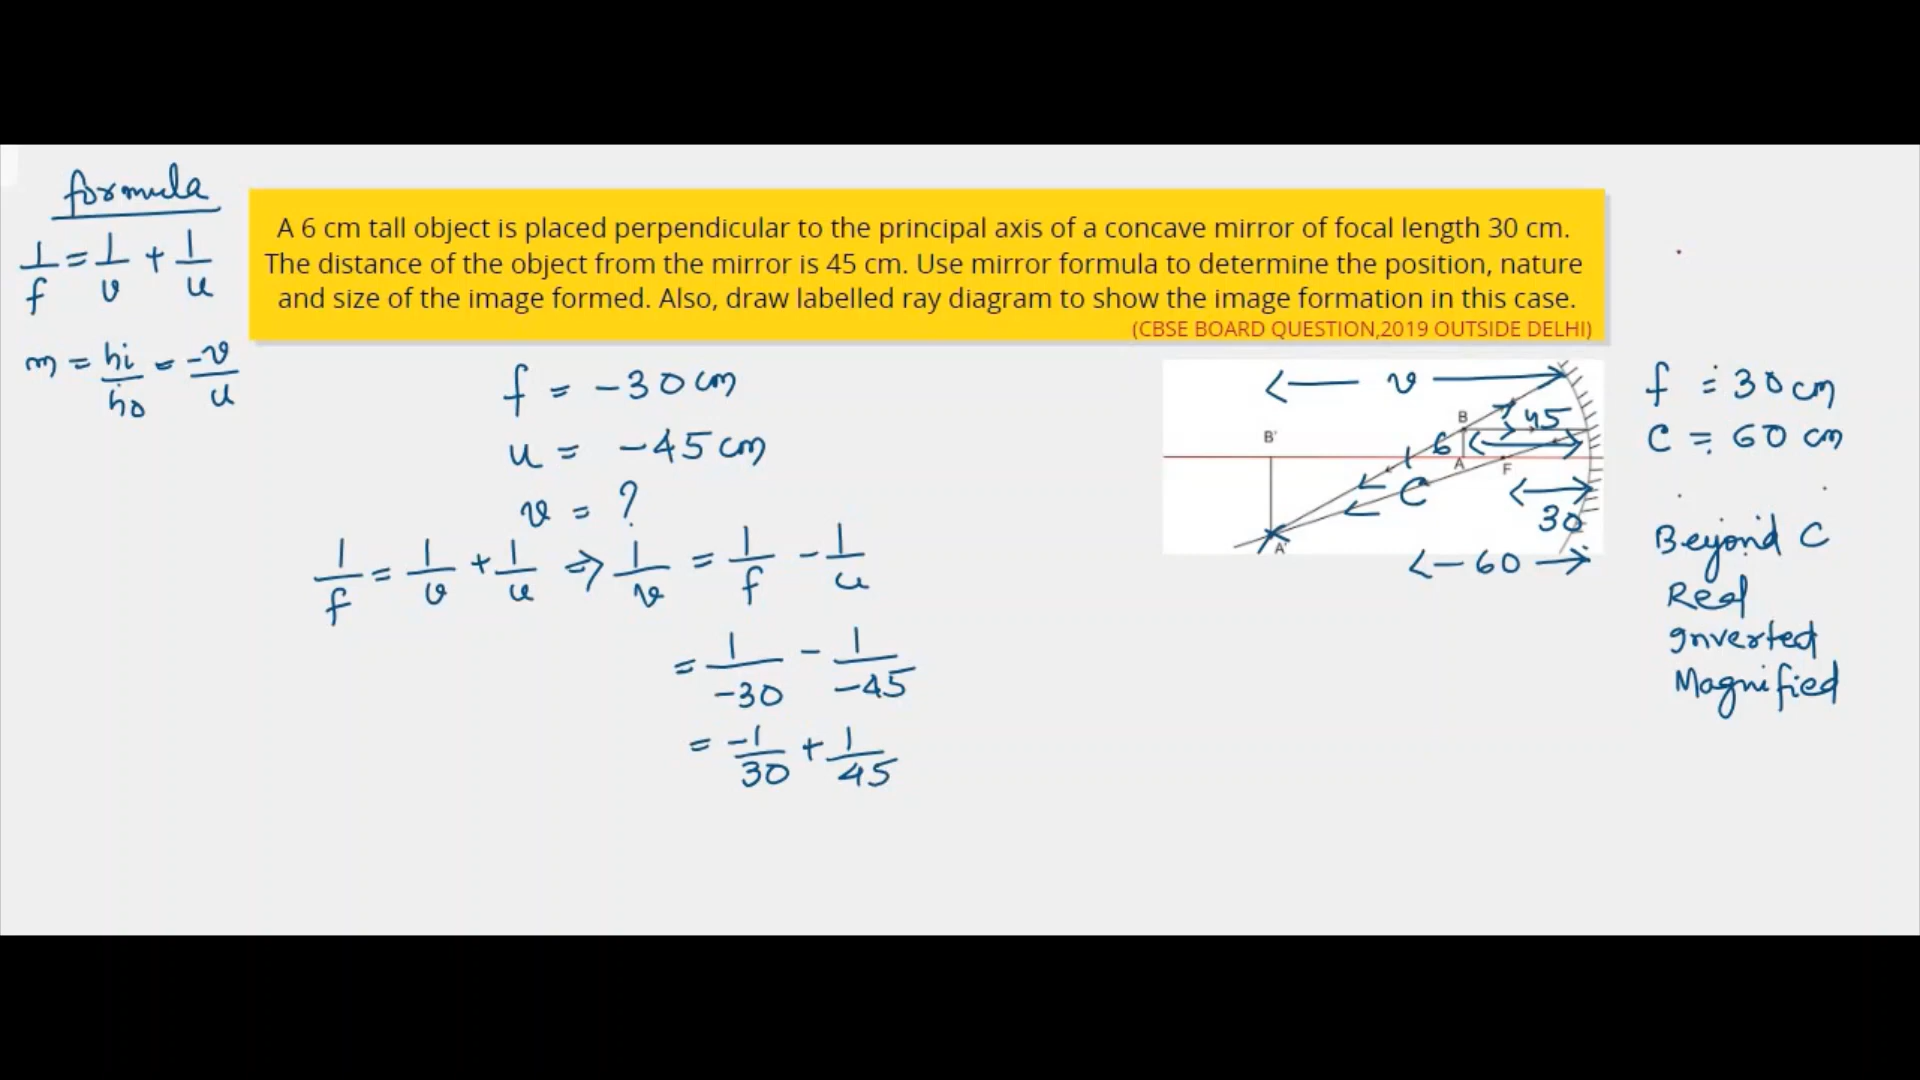 formula
1/f = 1/v + 1/u
m = hi/ho = -v/u
A 6 cm tall object is placed perpendicular to the principal axis of a concave mirror of focal length 30 cm.
The distance of the object from the mirror is 45 cm. Use mirror formula to determine the position, nature
and size of the image formed. Also, draw labelled ray diagram to show the image formation in this case.
(CBSE BOARD QUESTION,2019 OUTSIDE DELHI)
f = -30 cm
u = -45 cm
v = ?
1/f = 1/v + 1/u ⇒ 1/v = 1/f - 1/u
= 1/-30 - 1/-45
= -1/30 + 1/45
v
B
45
B'
6
A
F
C
30
A'
60
f = 30 cm
C = 60 cm
Beyond C
Real
Inverted
Magnified